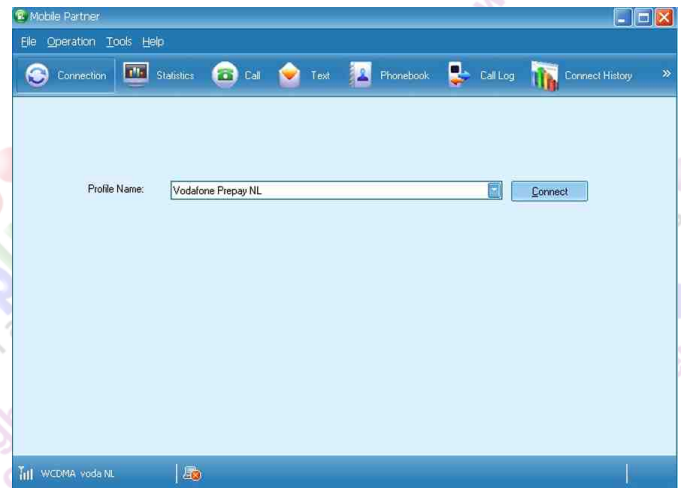 Mobile Partner
File Operation Tools Help
Connection Statistics Call Text Phonebook Call Log Connect History »
Profile Name: Vodafone Prepay NL Connect
WCDMA voda NL